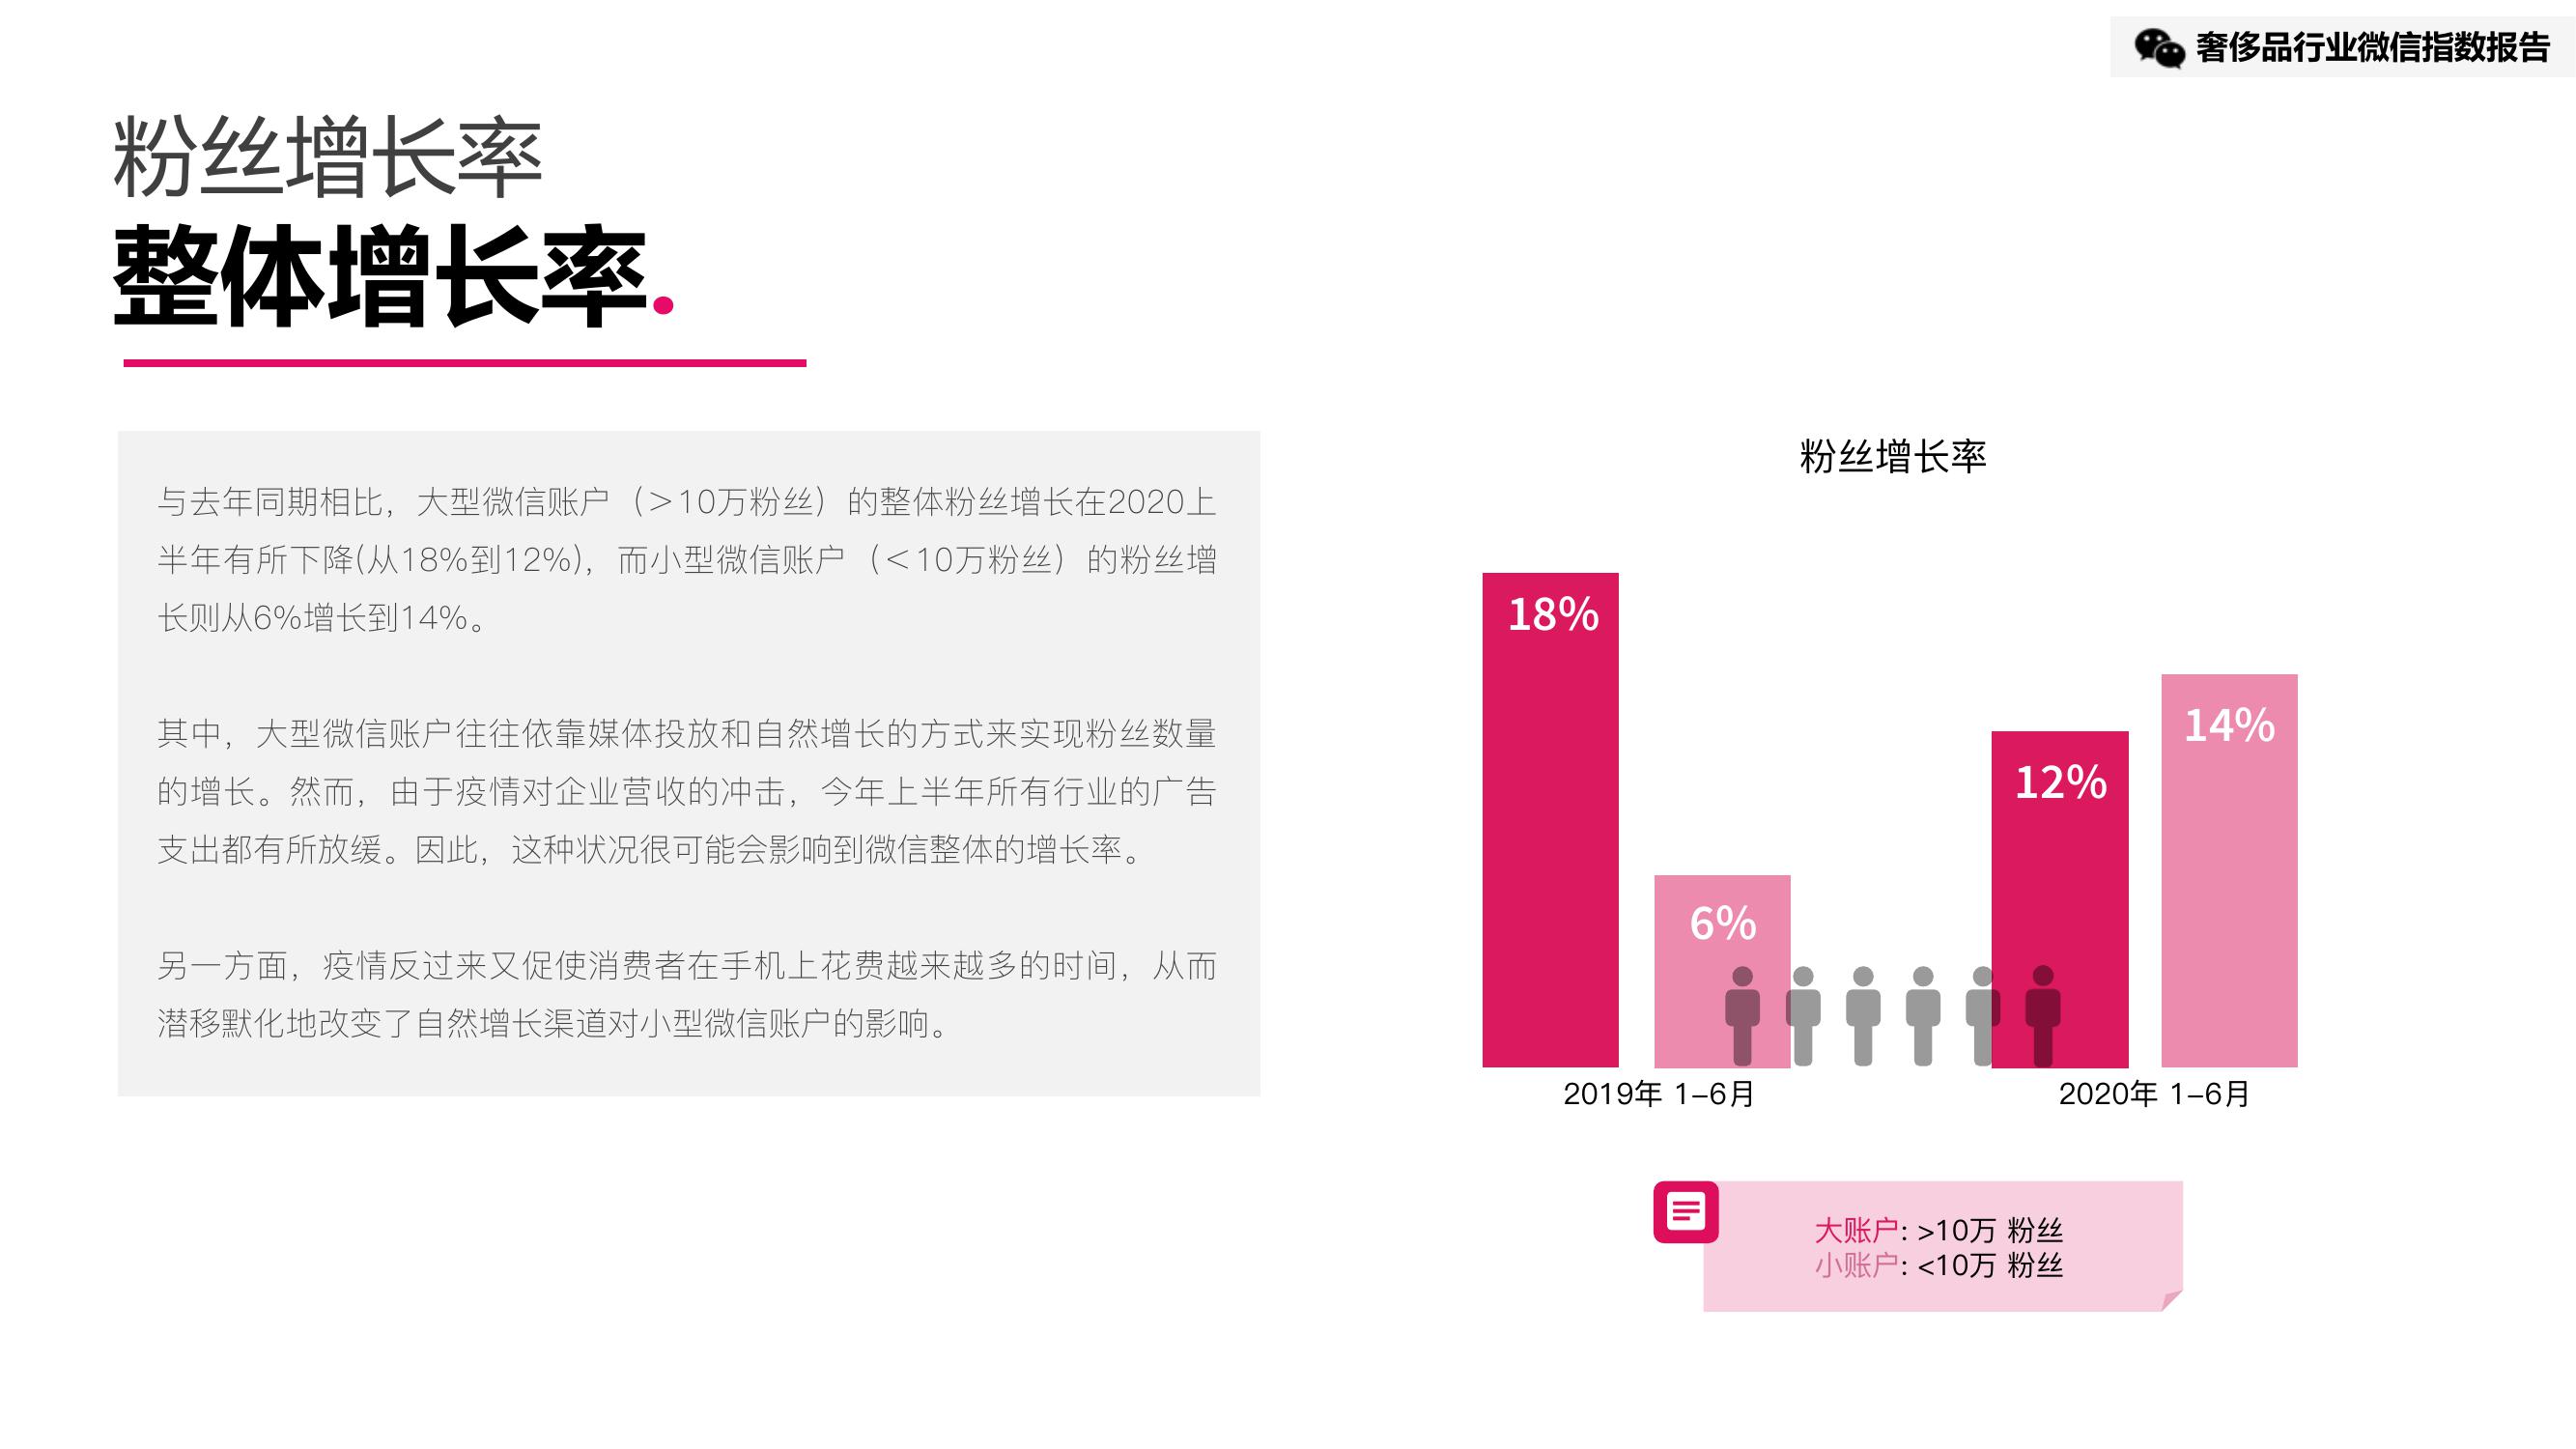 奢侈品行业微信指数报告
粉丝增长率
整体增长率.
与去年同期相比，大型微信账户（>10万粉丝）的整体粉丝增长在2020上
半年有所下降(从18%到12%)，而小型微信账户（<10万粉丝）的粉丝增
长则从6%增长到14%。
其中，大型微信账户往往依靠媒体投放和自然增长的方式来实现粉丝数量
的增长。然而，由于疫情对企业营收的冲击，今年上半年所有行业的广告
支出都有所放缓。因此，这种状况很可能会影响到微信整体的增长率。
另一方面，疫情反过来又促使消费者在手机上花费越来越多的时间，从而
潜移默化地改变了自然增长渠道对小型微信账户的影响。
粉丝增长率
18%
6%
12%
14%
2019年 1–6月
2020年 1–6月
大账户: >10万 粉丝
小账户: <10万 粉丝